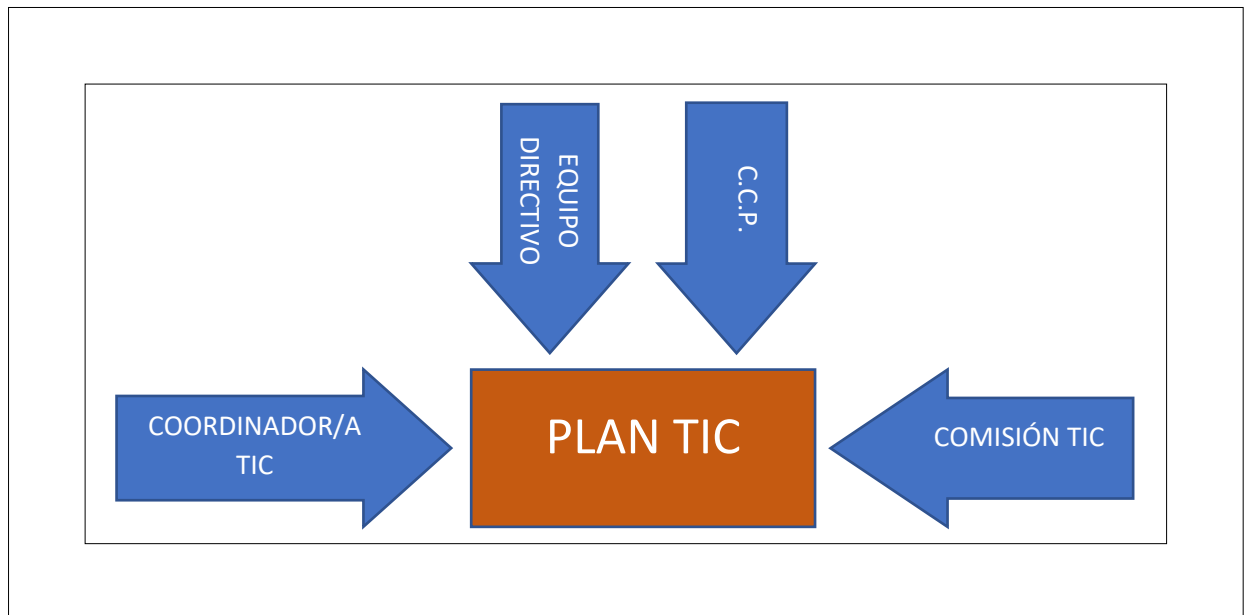 EQUIPO
DIRECTIVO
C.C.P.
COORDINADOR/A
TIC
PLAN TIC
COMISIÓN TIC